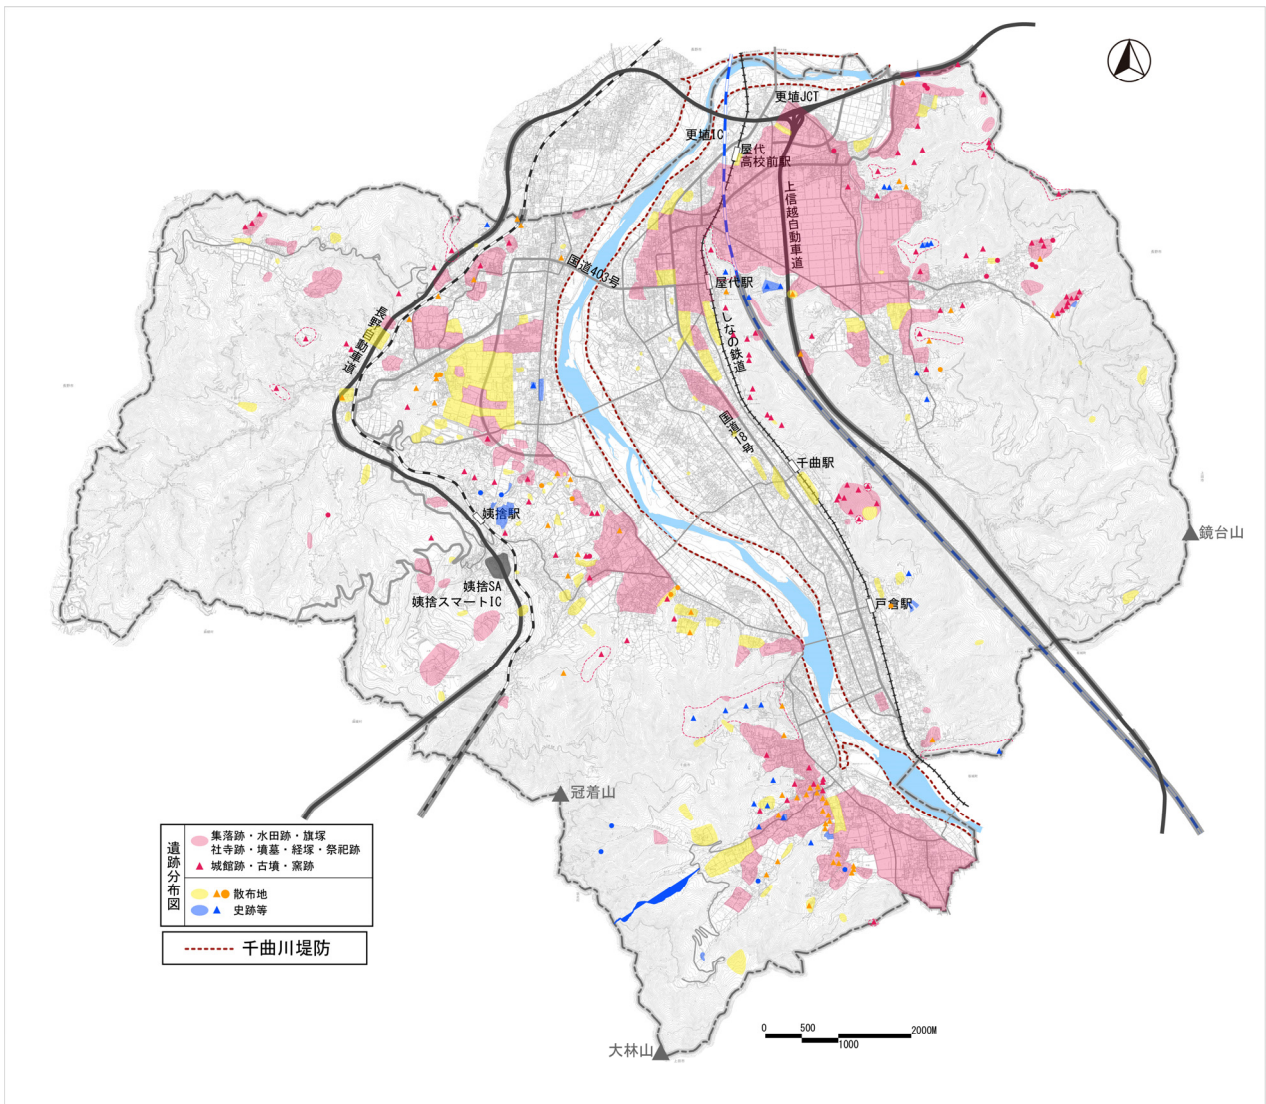 更埴JCT
更埴IC
屋代
高校前駅
上信越自動車道
国道403号
屋代駅
しなの鉄道
長野自動車道
国道18号
千曲駅
姨捨駅
鏡台山
姨捨SA
姨捨スマートIC
戸倉駅
冠着山
大林山
遺跡分布図
集落跡・水田跡・旗塚
社寺跡・墳墓・経塚・祭祀跡
城館跡・古墳・窯跡
散布地
史跡等
千曲川堤防
0 500 2000M
1000